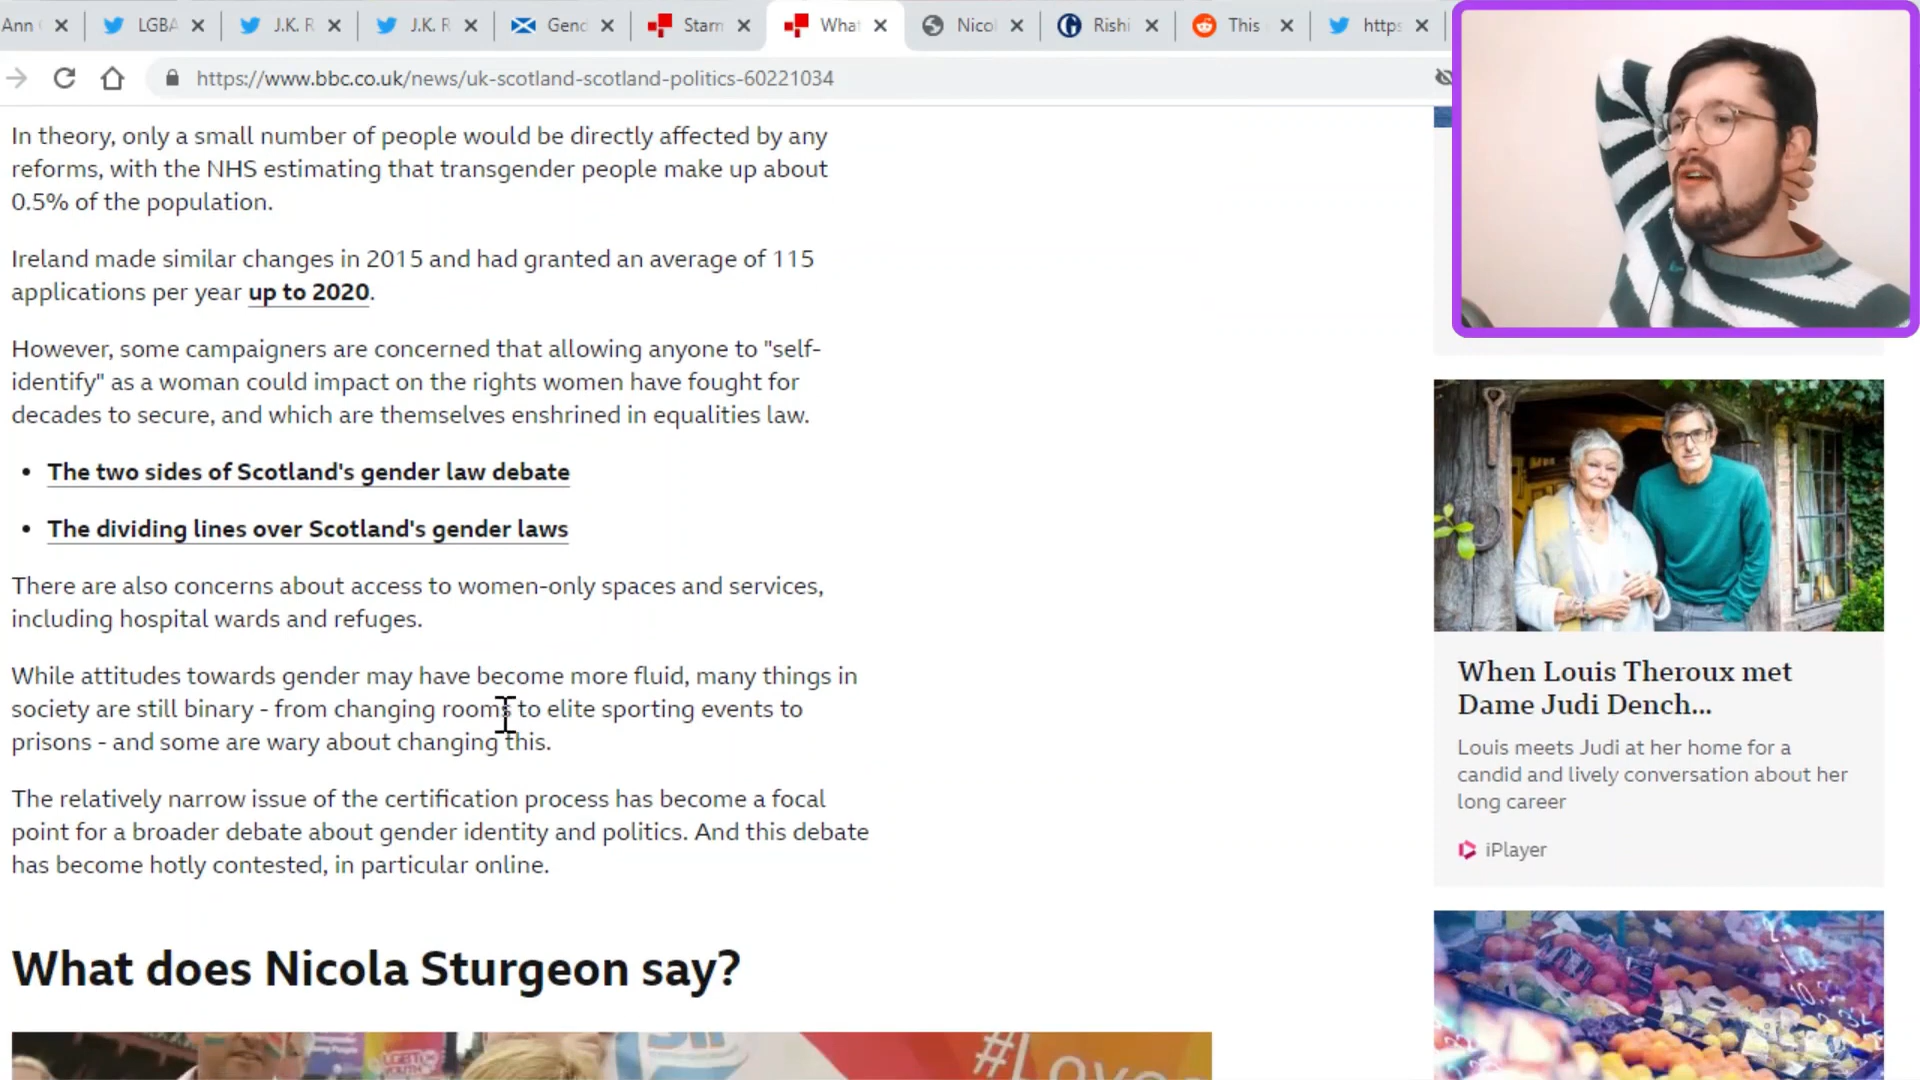 Ann
LGBA
J.K. R
J.K. R
Gend
Starm
What
Nicol
Rishi
This
https
https://www.bbc.co.uk/news/uk-scotland-scotland-politics-60221034
In theory, only a small number of people would be directly affected by any
reforms, with the NHS estimating that transgender people make up about
0.5% of the population.
Ireland made similar changes in 2015 and had granted an average of 115
applications per year up to 2020.
However, some campaigners are concerned that allowing anyone to "self-
identify" as a woman could impact on the rights women have fought for
decades to secure, and which are themselves enshrined in equalities law.
• The two sides of Scotland's gender law debate
• The dividing lines over Scotland's gender laws
There are also concerns about access to women-only spaces and services,
including hospital wards and refuges.
While attitudes towards gender may have become more fluid, many things in
society are still binary - from changing rooms to elite sporting events to
prisons - and some are wary about changing this.
The relatively narrow issue of the certification process has become a focal
point for a broader debate about gender identity and politics. And this debate
has become hotly contested, in particular online.
What does Nicola Sturgeon say?
#Love
When Louis Theroux met
Dame Judi Dench...
Louis meets Judi at her home for a
candid and lively conversation about her
long career
iPlayer